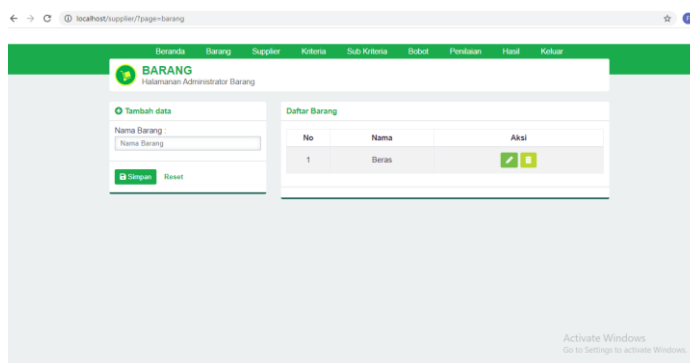 localhost/supplier/?page=barang
Beranda Barang Supplier Kriteria Sub Kriteria Bobot Penilaian Hasil Keluar
BARANG
Halamanan Administrator Barang
Tambah data
Nama Barang :
Nama Barang
Simpan Reset
Daftar Barang
No Nama Aksi
1 Beras
Activate Windows
Go to Settings to activate Windows.